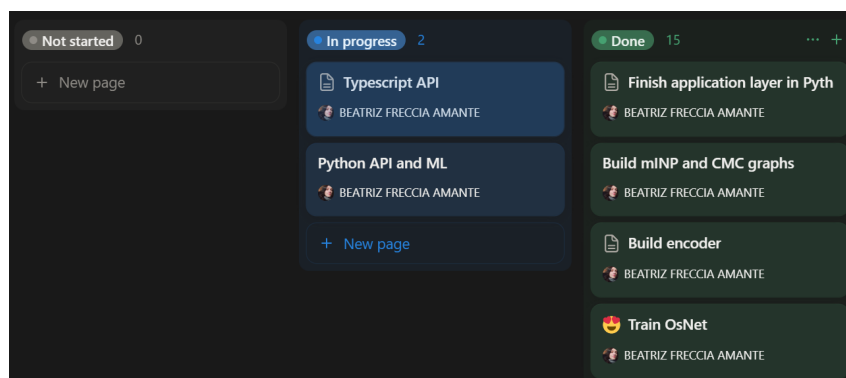 Not started 0
+ New page
In progress 2
Typescript API
BEATRIZ FRECCIA AMANTE
Python API and ML
BEATRIZ FRECCIA AMANTE
+ New page
Done 15 ... +
Finish application layer in Pyth
BEATRIZ FRECCIA AMANTE
Build mINP and CMC graphs
BEATRIZ FRECCIA AMANTE
Build encoder
BEATRIZ FRECCIA AMANTE
Train OsNet
BEATRIZ FRECCIA AMANTE